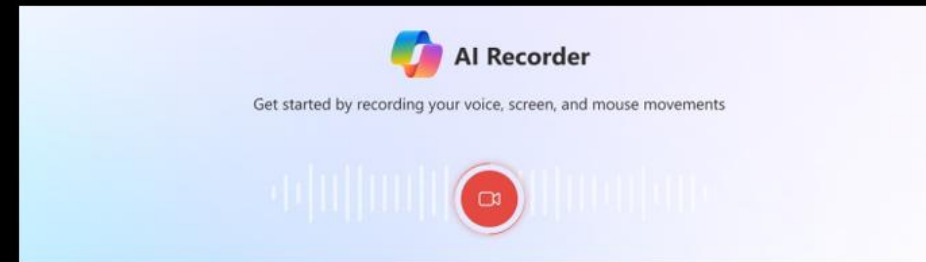 AI Recorder
Get started by recording your voice, screen, and mouse movements